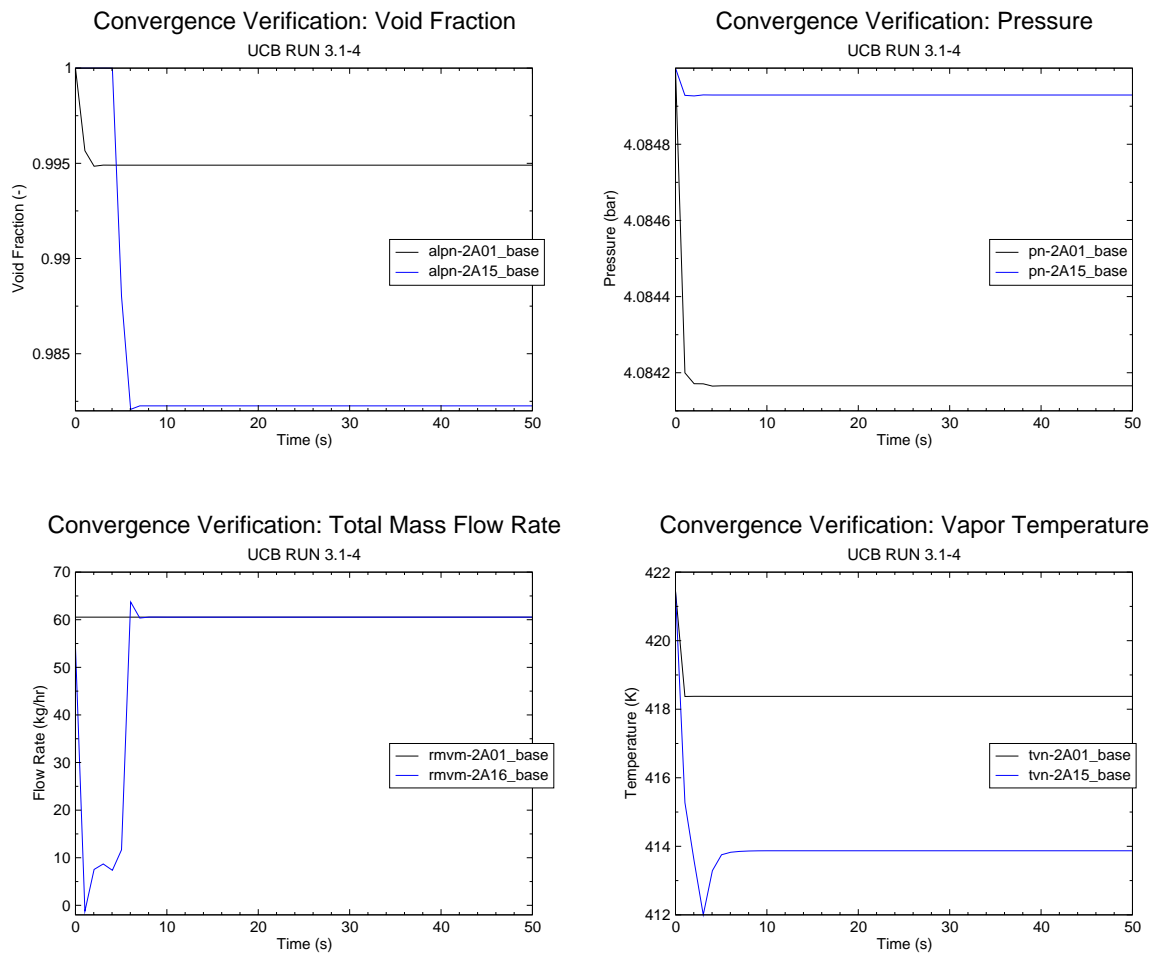 Convergence Verification: Void Fraction
UCB RUN 3.1-4
1
0.995
0.99
0.985
Void Fraction (-)
alpn-2A01_base
alpn-2A15_base
0 10 20 30 40 50
Time (s)
Convergence Verification: Pressure
UCB RUN 3.1-4
4.0848
4.0846
4.0844
4.0842
Pressure (bar)
pn-2A01_base
pn-2A15_base
0 10 20 30 40 50
Time (s)
Convergence Verification: Total Mass Flow Rate
UCB RUN 3.1-4
70
60
50
40
30
20
10
0
Flow Rate (kg/hr)
rmvm-2A01_base
rmvm-2A16_base
0 10 20 30 40 50
Time (s)
Convergence Verification: Vapor Temperature
UCB RUN 3.1-4
422
420
418
416
414
412
Temperature (K)
tvn-2A01_base
tvn-2A15_base
0 10 20 30 40 50
Time (s)